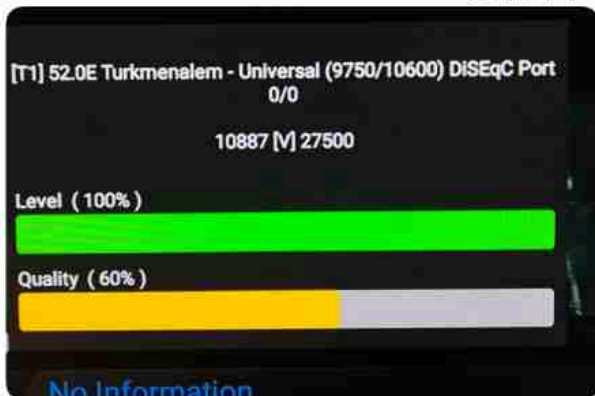 [T1] 52.0E Turkmenalem - Universal (9750/10600) DiSEqC Port
0/0
10887 [V] 27500
Level ( 100% )
Quality ( 60% )
No Information